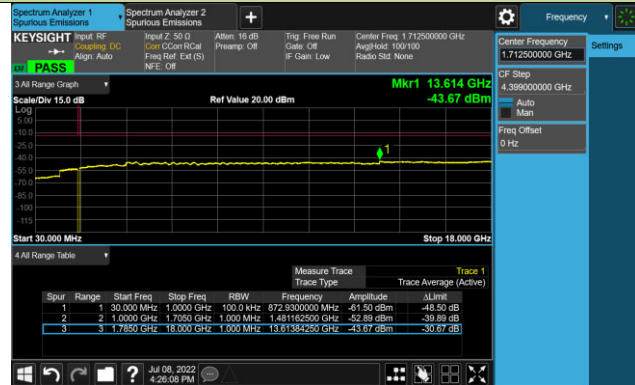 Spectrum Analyzer 1
Spurious Emissions
Spectrum Analyzer 2
Spurious Emissions
+
Frequency
KEYSIGHT
Input: RF
Coupling: DC
Align: Auto
Input Z: 50 Ω
Corr CCorr RCal
Freq Ref: Ext (S)
NFE: Off
Atten: 16 dB
Preamp: Off
Trig: Free Run
Gate: Off
IF Gain: Low
Center Freq: 1.712500000 GHz
Avg|Hold: 100/100
Radio Std: None
PASS
Center Frequency
1.712500000 GHz
Settings
CF Step
4.399000000 GHz
Auto
Man
Freq Offset
0 Hz
3 All Range Graph
Mkr1 13.614 GHz
Scale/Div 15.0 dB
Ref Value 20.00 dBm
-43.67 dBm
Log
5.00
-10.0
-25.0
-40.0
-55.0
-70.0
-85.0
-100
-115
1
Start 30.000 MHz
Stop 18.000 GHz
4 All Range Table
Measure Trace Trace 1
Trace Type Trace Average (Active)
Spur Range Start Freq Stop Freq RBW Frequency Amplitude ΔLimit
1 1 30.000 MHz 1.0000 GHz 100.0 kHz 872.9300000 MHz -61.50 dBm -48.50 dB
2 2 1.0000 GHz 1.7050 GHz 1.000 MHz 1.481162500 GHz -52.89 dBm -39.89 dB
3 3 1.7850 GHz 18.000 GHz 1.000 MHz 13.61384250 GHz -43.67 dBm -30.67 dB
?
Jul 08, 2022
4:26:08 PM